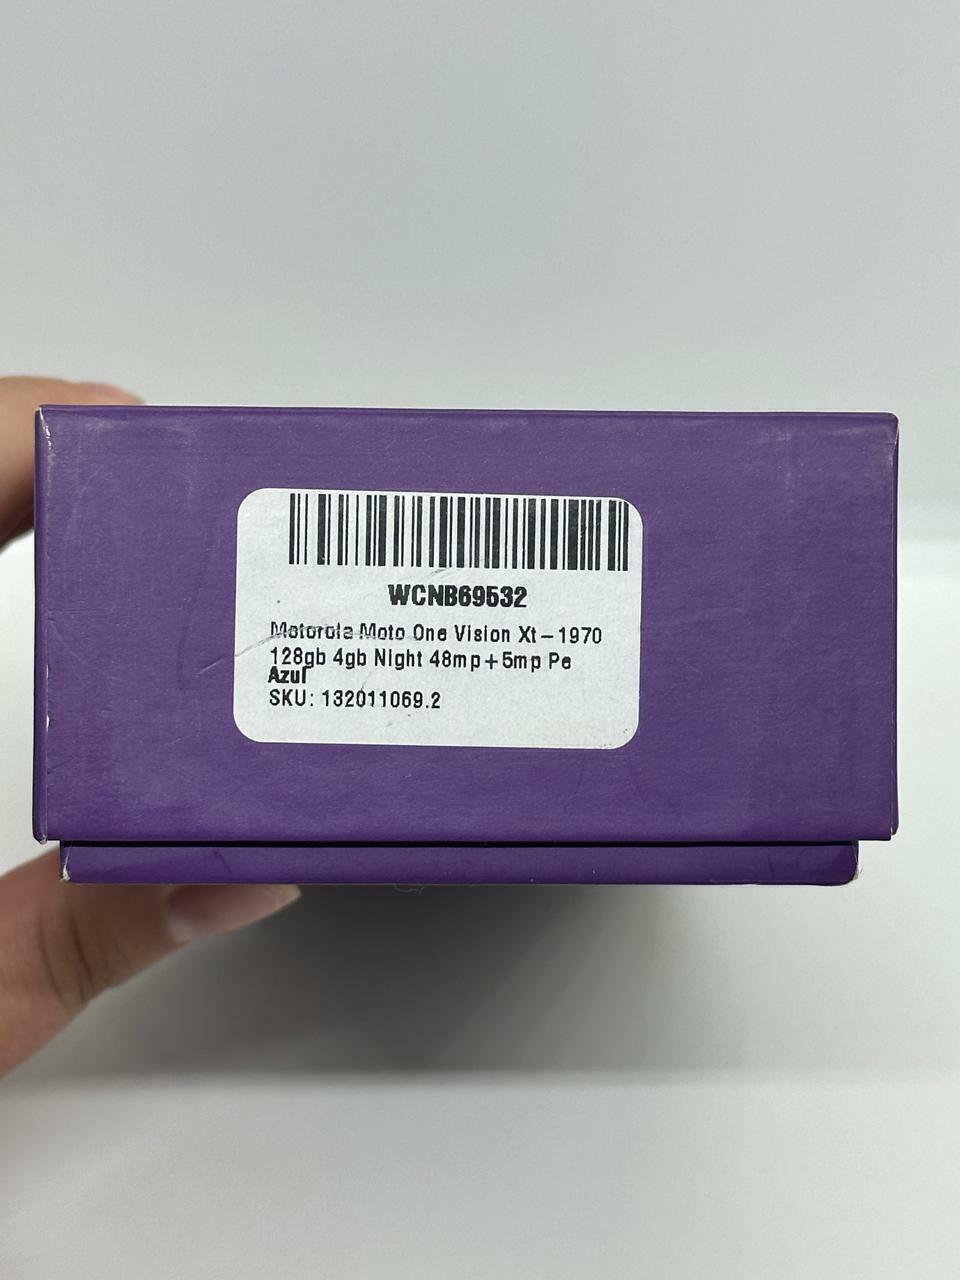 WCNB69532
Motorola Moto One Vision Xt-1970
128gb 4gb Night 48mp+5mp Pe
Azul
SKU: 132011069.2